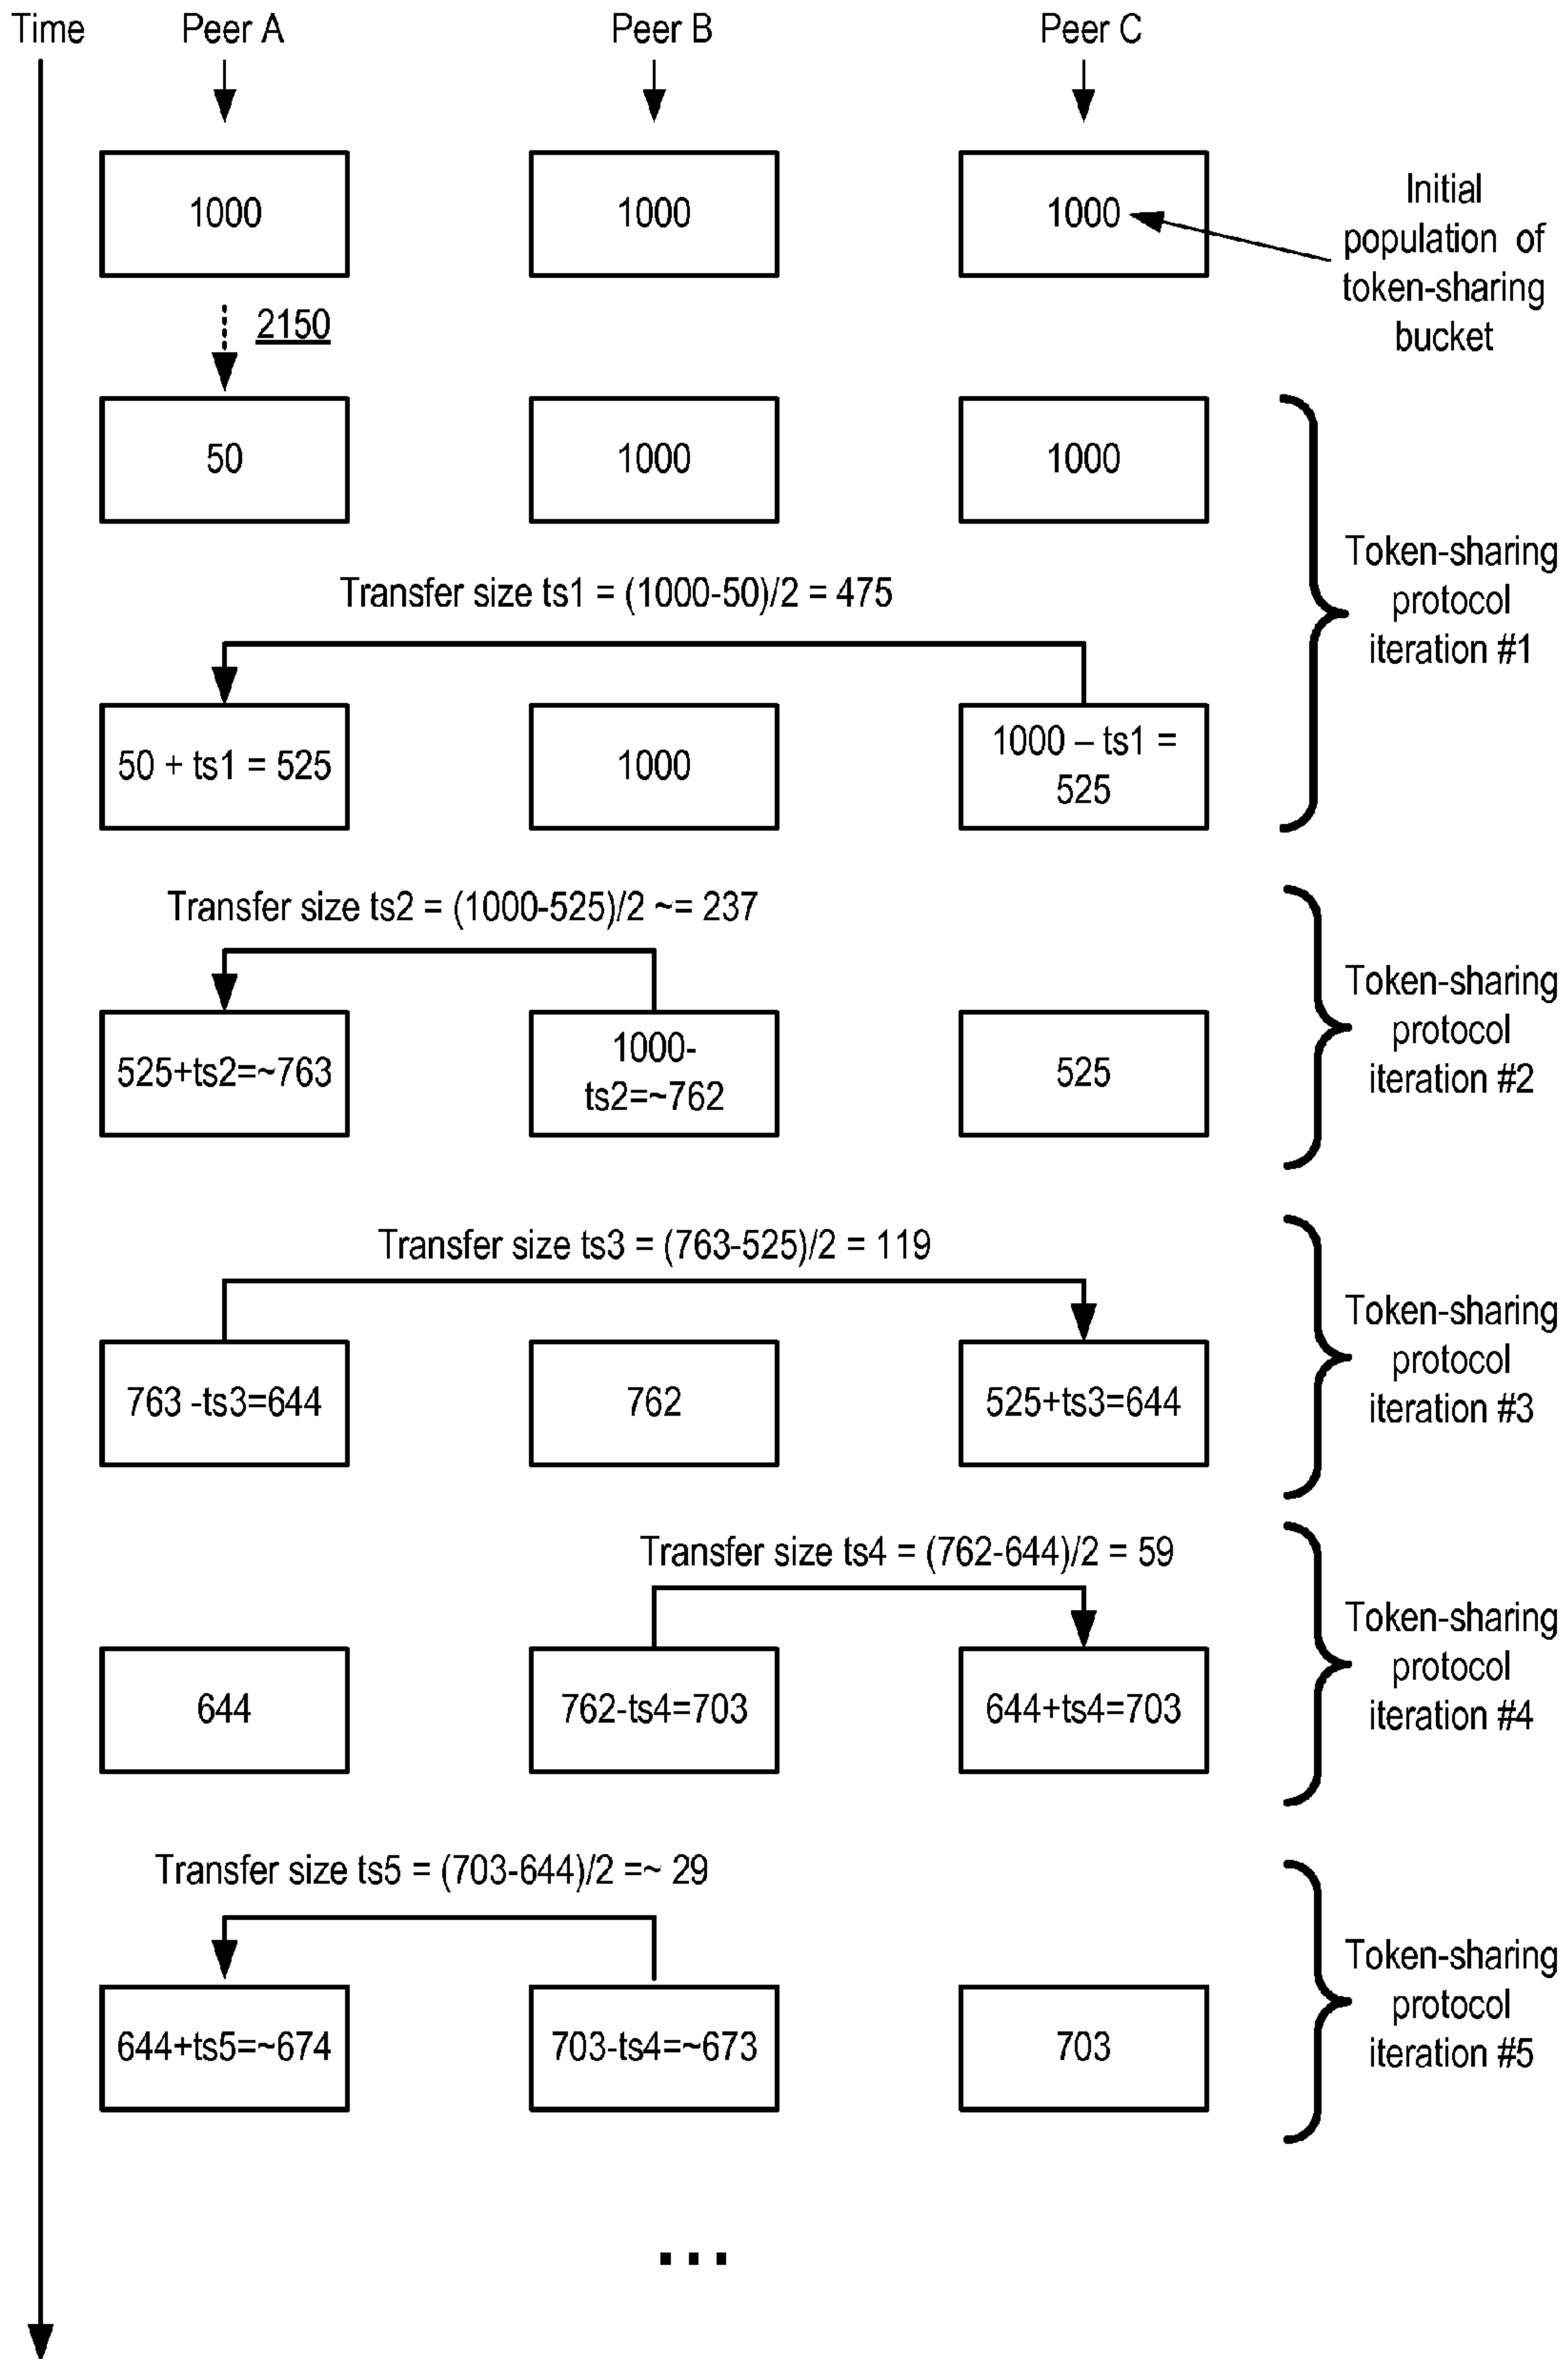 Time
Peer A
Peer B
Peer C
1000
1000
1000
Initial
population of
token-sharing
bucket
2150
50
1000
1000
Transfer size ts1 = (1000-50)/2 = 475
Token-sharing
protocol
iteration #1
50 + ts1 = 525
1000
1000 – ts1 =
525
Transfer size ts2 = (1000-525)/2 ~= 237
Token-sharing
protocol
iteration #2
525+ts2=~763
1000-
ts2=~762
525
Transfer size ts3 = (763-525)/2 = 119
Token-sharing
protocol
iteration #3
763 -ts3=644
762
525+ts3=644
Transfer size ts4 = (762-644)/2 = 59
Token-sharing
protocol
iteration #4
644
762-ts4=703
644+ts4=703
Transfer size ts5 = (703-644)/2 =~ 29
Token-sharing
protocol
iteration #5
644+ts5=~674
703-ts4=~673
703
...